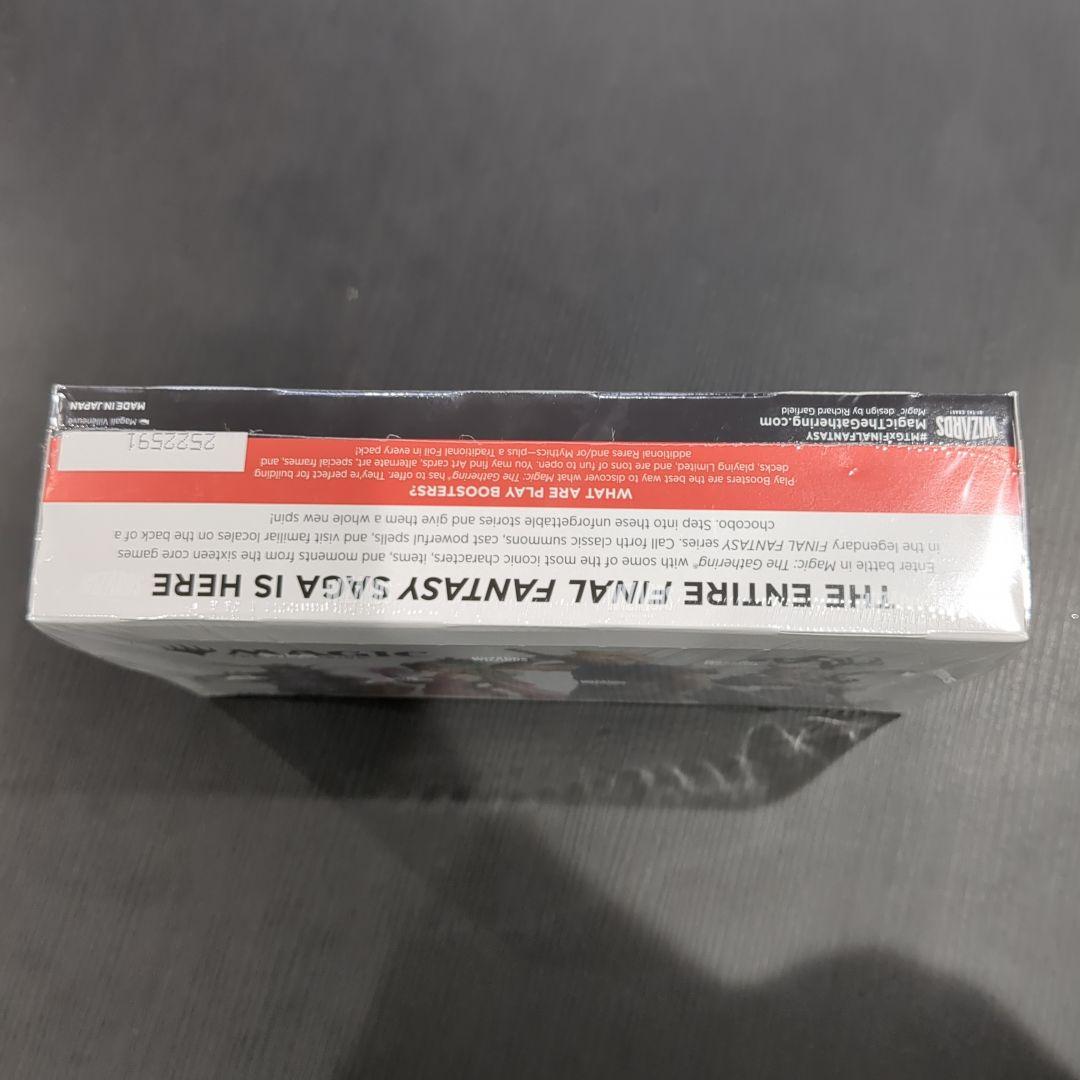 THE ENTIRE FINAL FANTASY SAGA IS HERE
Enter battle in Magic: The Gathering® with some of the most iconic characters, items, and moments from the sixteen core games
in the legendary FINAL FANTASY series. Call forth classic summons, cast powerful spells, and visit familiar locales on the back of a
chocobo. Step into these unforgettable stories and give them a whole new spin!
WHAT ARE PLAY BOOSTERS?
Play Boosters are the best way to discover what Magic: The Gathering® has to offer. They're perfect for building
decks, playing Limited, and are tons of fun to open. You may find Art cards, alternate art, special frames, and
additional Rares and/or Mythics—plus a Traditional Foil in every pack!
2522591
WIZARDS
#MTGxFINALFANTASY
MagicTheGathering.com
Magic® design by Richard Garfield
Magali Villeneuve
MADE IN JAPAN
MAGIC
WIZARDS